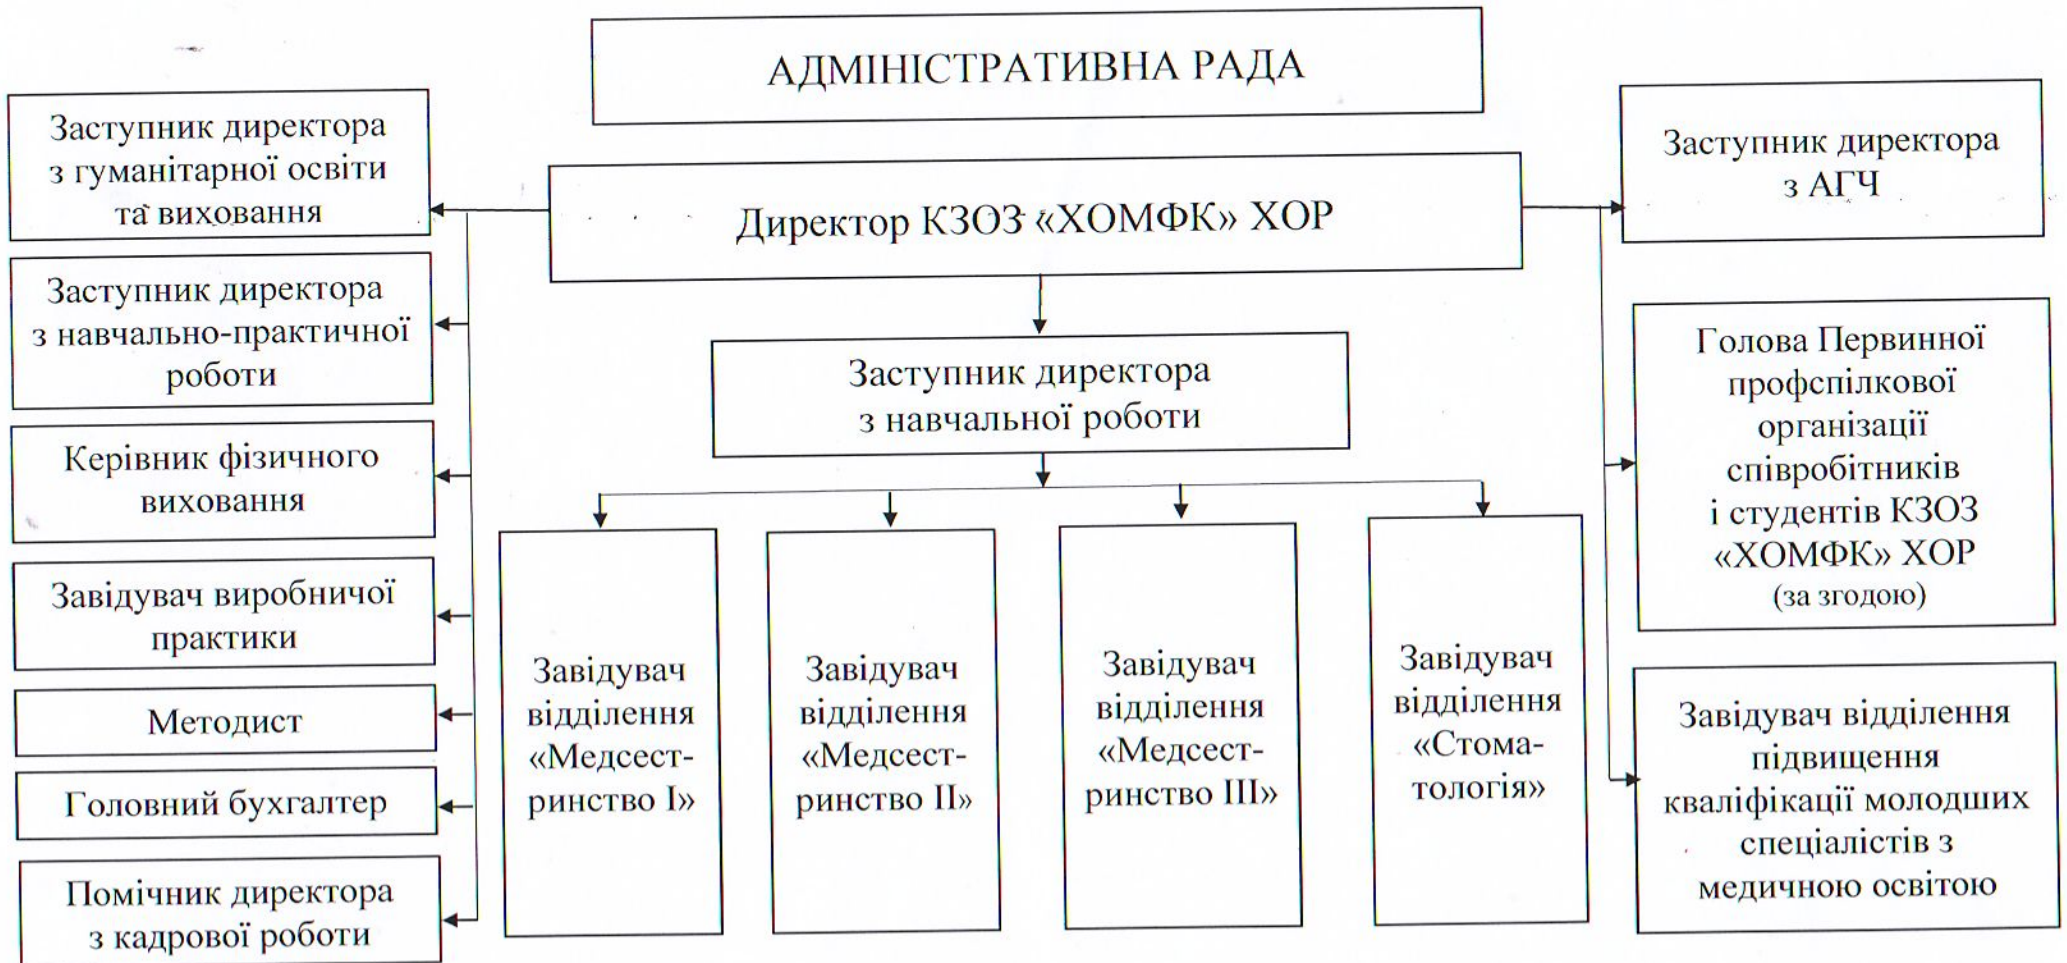 АДМІНІСТРАТИВНА РАДА
Заступник директора
з гуманітарної освіти
та виховання
Директор КЗОЗ «ХОМФК» ХОР
Заступник директора
з АГЧ
Заступник директора
з навчально-практичної
роботи
Керівник фізичного
виховання
Завідувач виробничої
практики
Методист
Головний бухгалтер
Помічник директора
з кадрової роботи
Заступник директора
з навчальної роботи
Завідувач
відділення
«Медсест-
ринство І»
Завідувач
відділення
«Медсест-
ринство ІІ»
Завідувач
відділення
«Медсест-
ринство ІІІ»
Завідувач
відділення
«Стома-
тологія»
Голова Первинної
профспілкової
організації
співробітників
і студентів КЗОЗ
«ХОМФК» ХОР
(за згодою)
Завідувач відділення
підвищення
кваліфікації молодших
спеціалістів з
медичною освітою